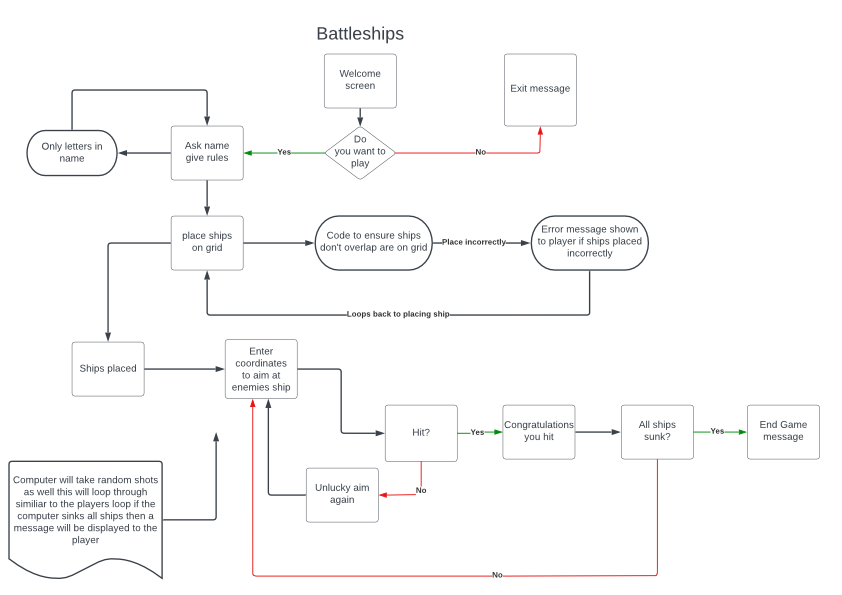 Battleships
Welcome
screen
Exit message
Do
you want to
play
Yes
No
Only letters in
name
Ask name
give rules
place ships
on grid
Code to ensure ships
don't overlap are on grid
Place incorrectly
Error message shown
to player if ships placed
incorrectly
Loops back to placing ship
Ships placed
Enter
coordinates
to aim at
enemies ship
Hit?
Yes
Congratulations
you hit
All ships
sunk?
Yes
End Game
message
No
Unlucky aim
again
Computer will take random shots
as well this will loop through
similiar to the players loop if the
computer sinks all ships then a
message will be displayed to the
player
No